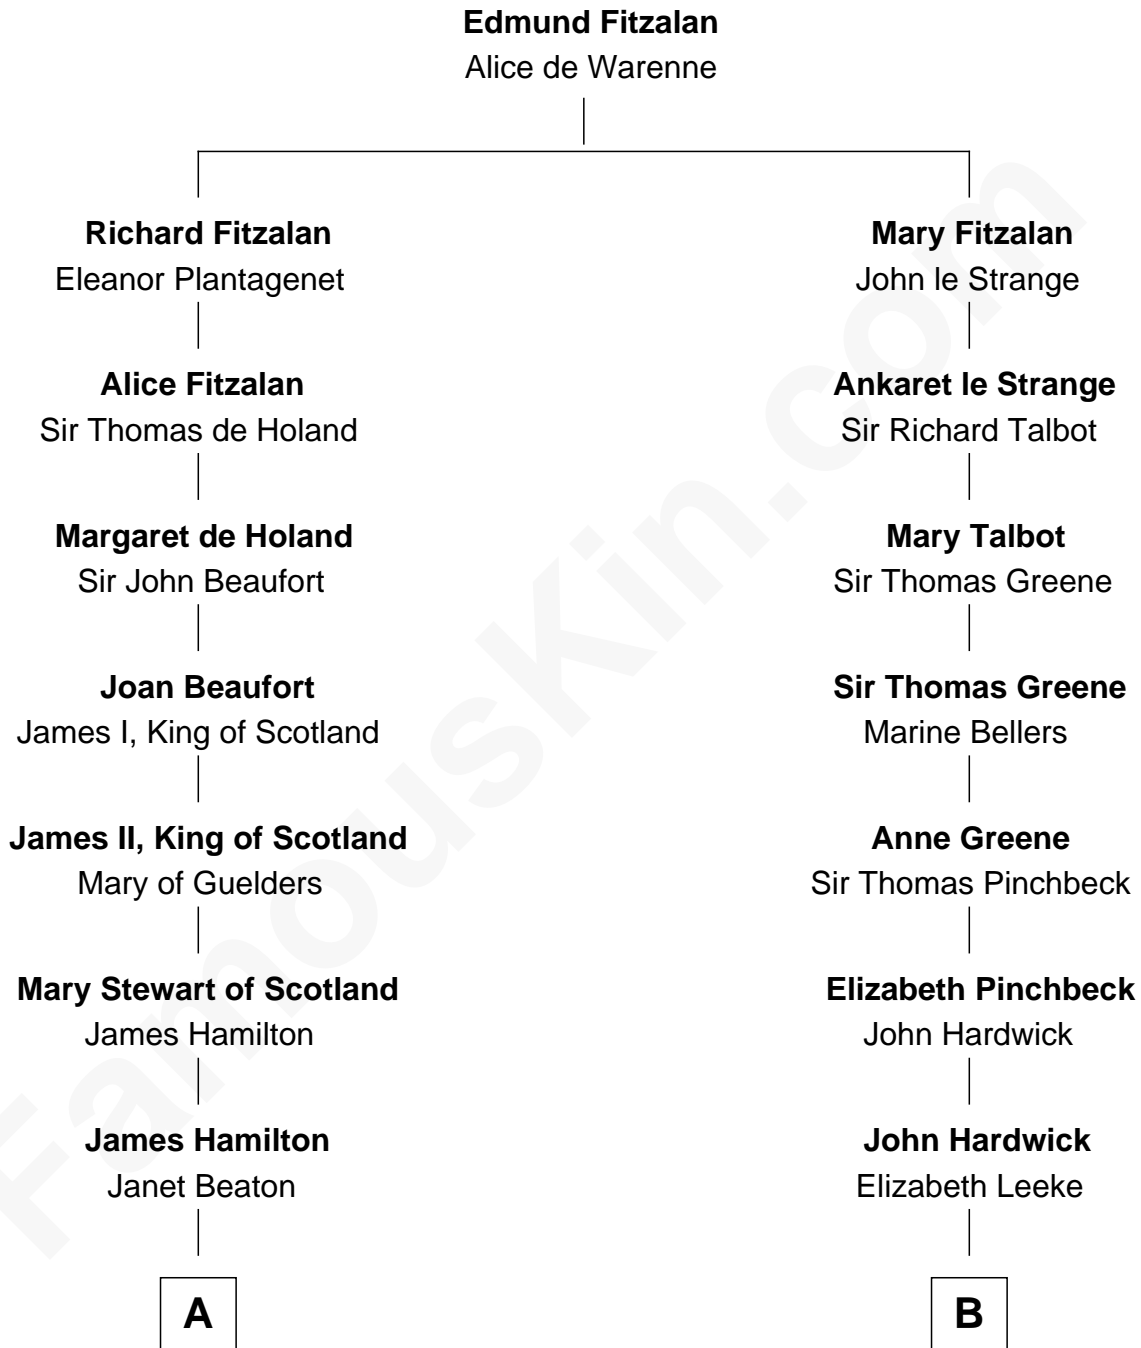 Edmund Fitzalan
Alice de Warenne
Richard Fitzalan
Eleanor Plantagenet
Mary Fitzalan
John le Strange
Alice Fitzalan
Sir Thomas de Holand
Ankaret le Strange
Sir Richard Talbot
Margaret de Holand
Sir John Beaufort
Mary Talbot
Sir Thomas Greene
Joan Beaufort
James I, King of Scotland
Sir Thomas Greene
Marine Bellers
James II, King of Scotland
Mary of Guelders
Anne Greene
Sir Thomas Pinchbeck
Mary Stewart of Scotland
James Hamilton
Elizabeth Pinchbeck
John Hardwick
James Hamilton
Janet Beaton
John Hardwick
Elizabeth Leeke
A
B
FamousKin.com